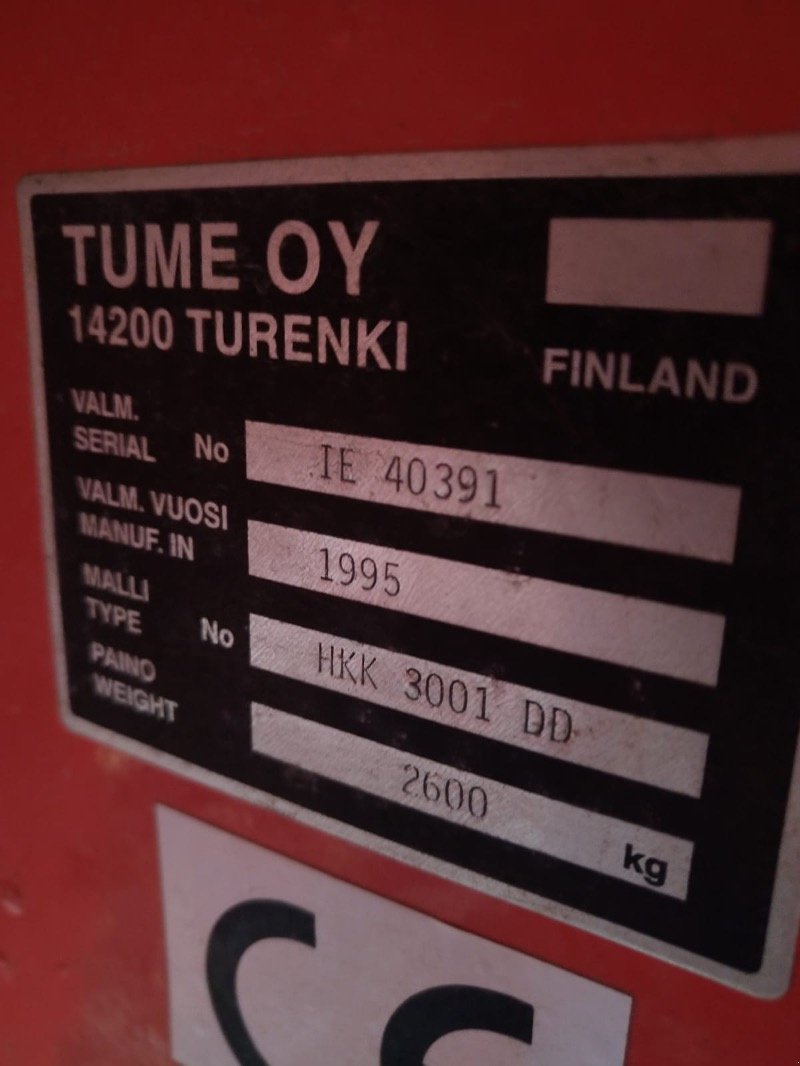 TUME OY
14200 TURENKI
FINLAND
VALM.
SERIAL No IE 40391
VALM. VUOSI
MANUF. IN 1995
MALLI
TYPE No HKK 3001 DD
PAINO
WEIGHT 2600 kg
CE